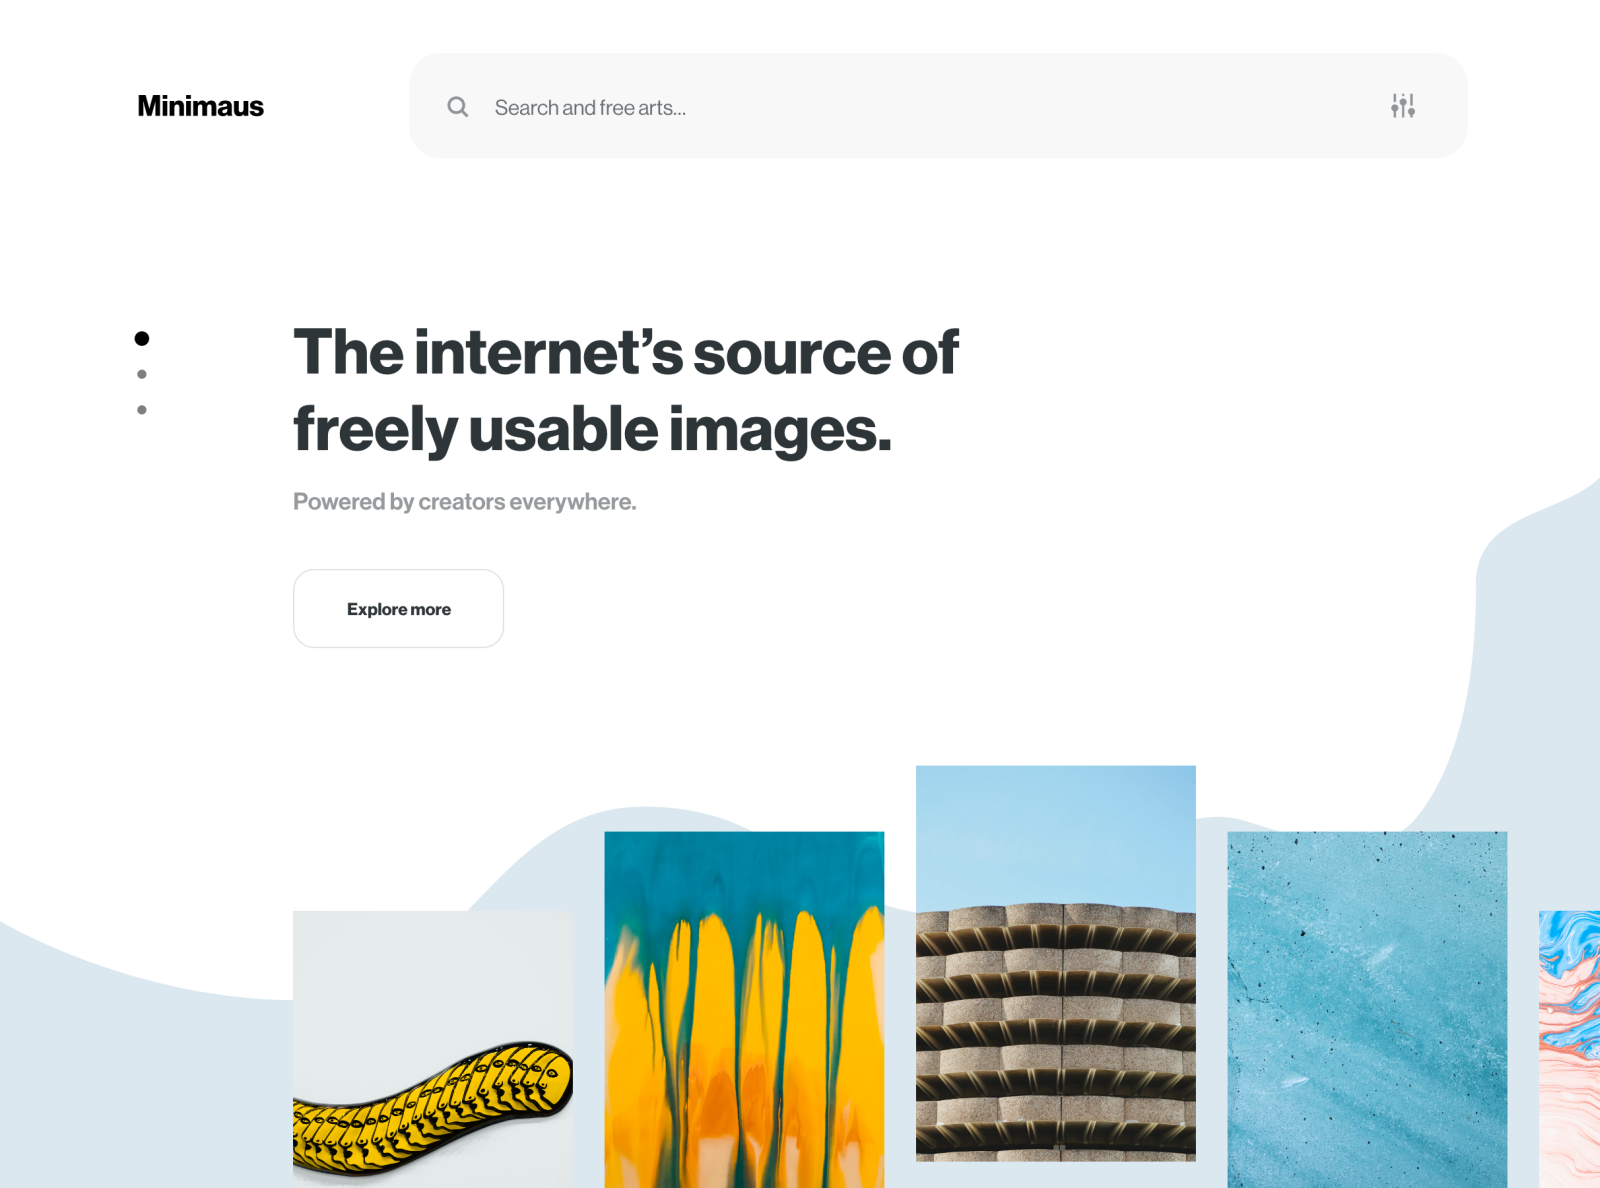 Minimaus
Search and free arts...
The internet’s source of
freely usable images.
Powered by creators everywhere.
Explore more